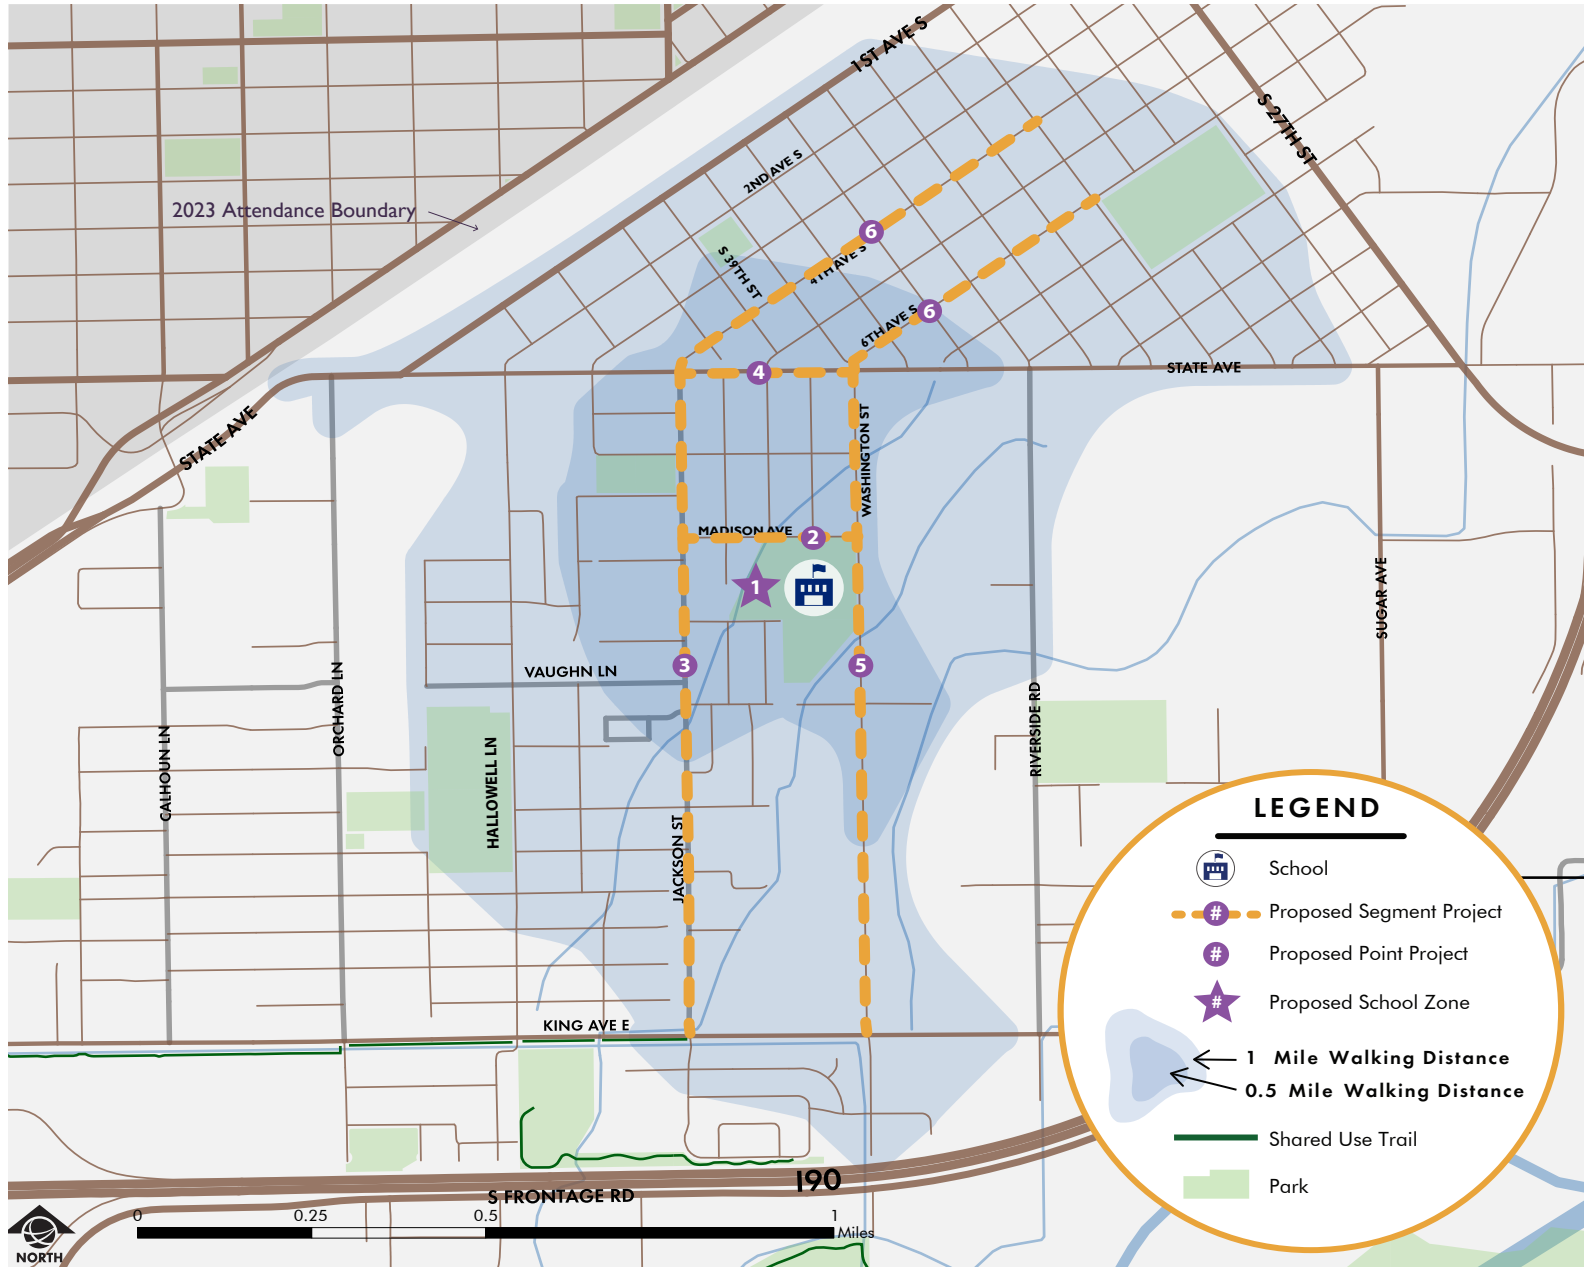 1ST AVE S
S 27TH ST
2ND AVE S
2023 Attendance Boundary
6
S 39TH ST
4TH AVE S
6
6TH AVE S
STATE AVE
4
STATE AVE
WASHINGTON ST
MADISON AVE
2
1
SUGAR AVE
3
5
VAUGHN LN
ORCHARD LN
RIVERSIDE RD
CALHOUN LN
HALLOWELL LN
JACKSON ST
KING AVE E
I90
S FRONTAGE RD
NORTH
0 0.25 0.5 1
Miles
LEGEND
School
# Proposed Segment Project
# Proposed Point Project
# Proposed School Zone
1 Mile Walking Distance
0.5 Mile Walking Distance
Shared Use Trail
Park